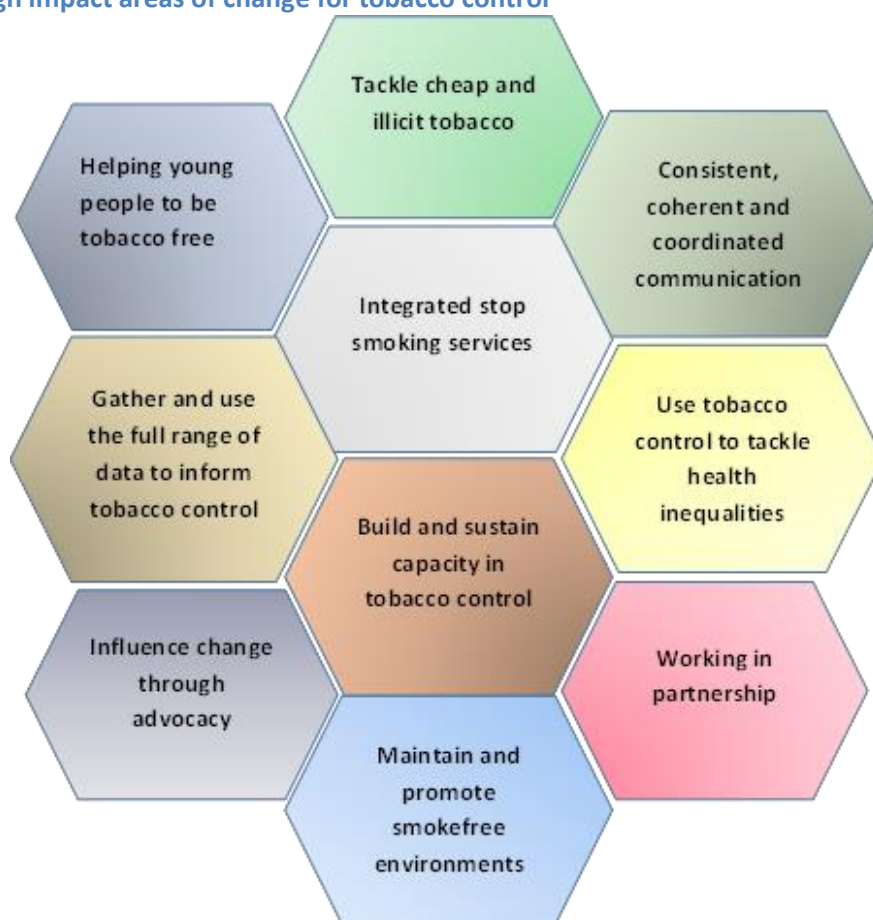 gh impact areas of change for tobacco control
Tackle cheap and
illicit tobacco
Helping young
people to be
tobacco free
Consistent,
coherent and
coordinated
communication
Integrated stop
smoking services
Gather and use
the full range of
data to inform
tobacco control
Use tobacco
control to tackle
health
inequalities
Build and sustain
capacity in
tobacco control
Influence change
through
advocacy
Working in
partnership
Maintain and
promote
smokefree
environments